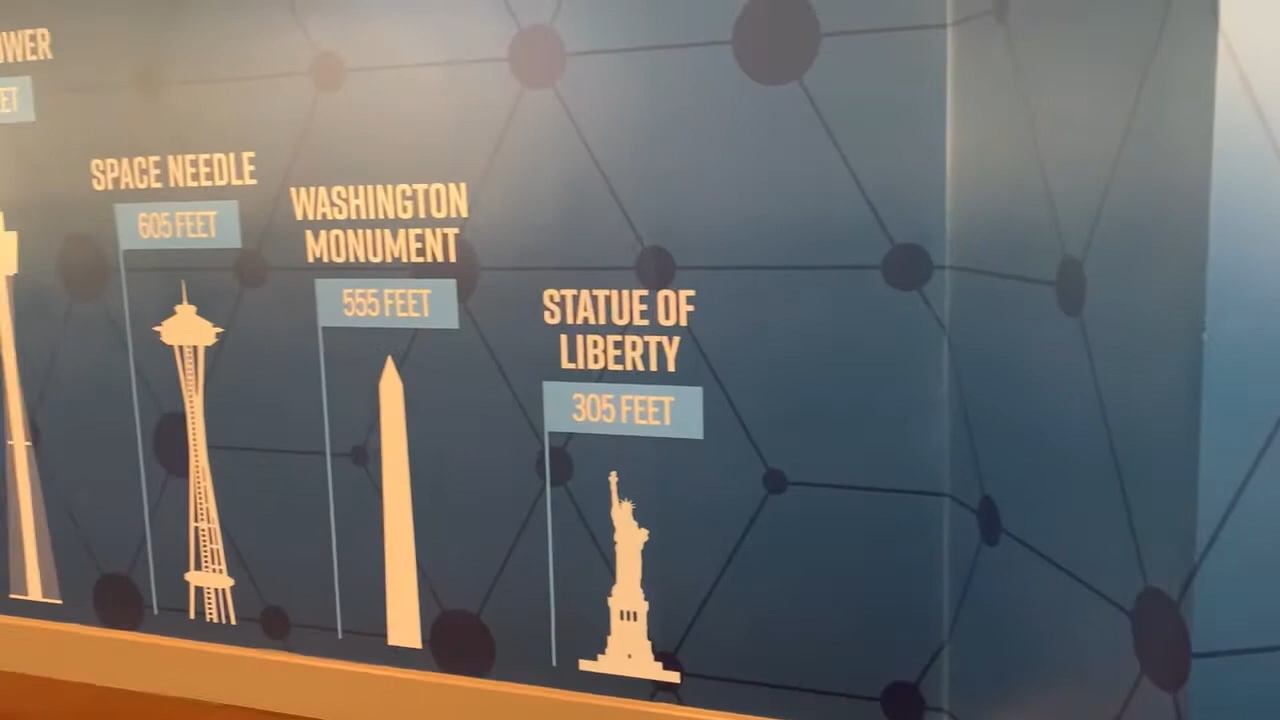 SPACE NEEDLE
605 FEET
WASHINGTON
MONUMENT
555 FEET
STATUE OF
LIBERTY
305 FEET